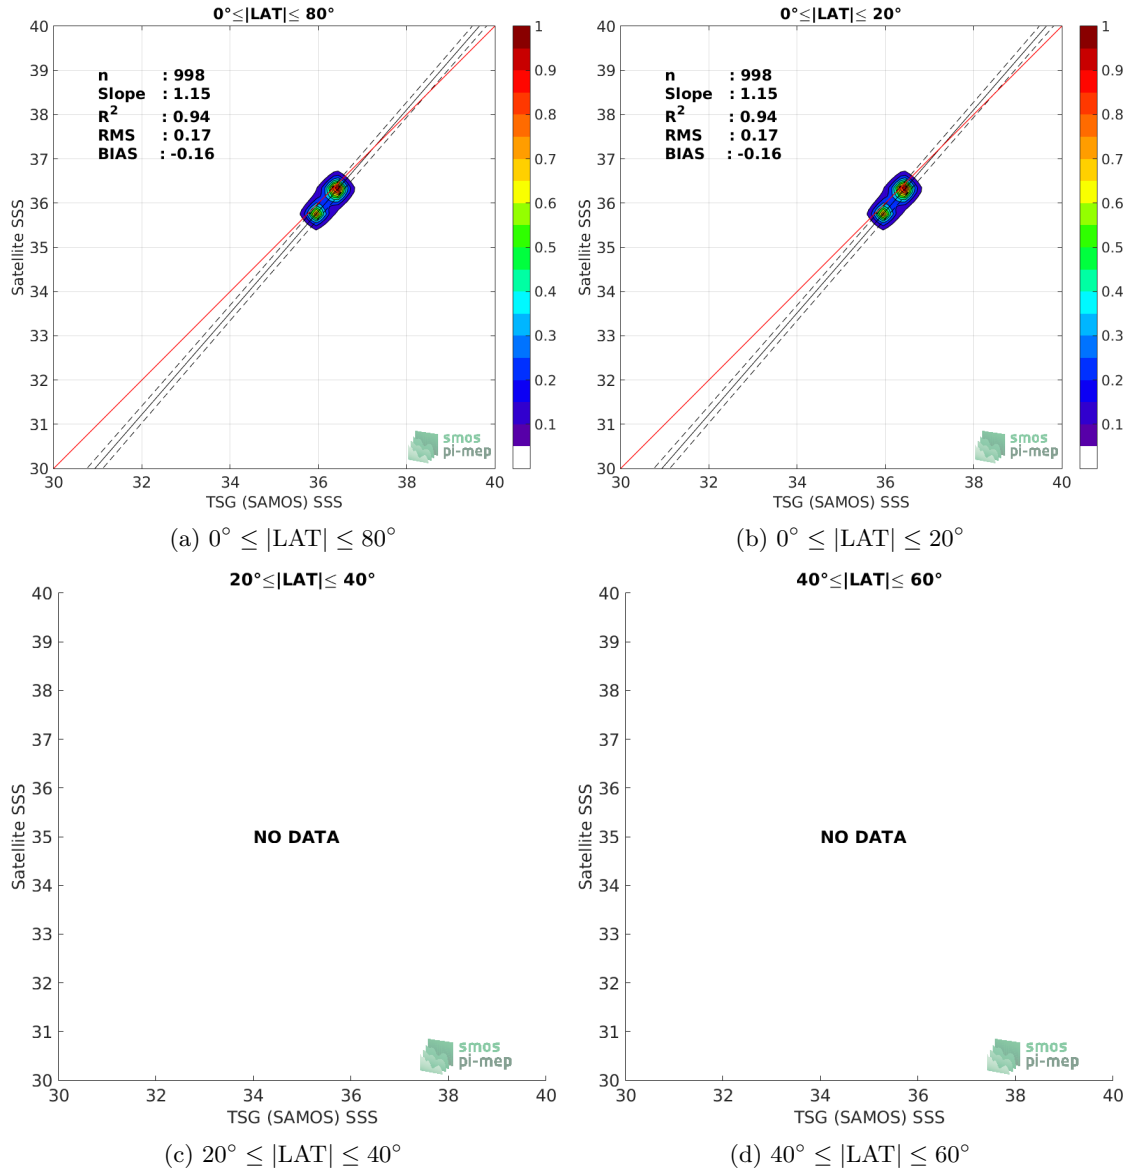 0°≤|LAT|≤ 80°
40
39
38
37
36
35
34
33
32
31
30
Satellite SSS
n : 998
Slope : 1.15
R² : 0.94
RMS : 0.17
BIAS : -0.16
smos
pi-mep
30 32 34 36 38 40
TSG (SAMOS) SSS
1
0.9
0.8
0.7
0.6
0.5
0.4
0.3
0.2
0.1
(a) 0° ≤ |LAT| ≤ 80°
0°≤|LAT|≤ 20°
40
39
38
37
36
35
34
33
32
31
30
Satellite SSS
n : 998
Slope : 1.15
R² : 0.94
RMS : 0.17
BIAS : -0.16
smos
pi-mep
30 32 34 36 38 40
TSG (SAMOS) SSS
1
0.9
0.8
0.7
0.6
0.5
0.4
0.3
0.2
0.1
(b) 0° ≤ |LAT| ≤ 20°
20°≤|LAT|≤ 40°
40
39
38
37
36
35
34
33
32
31
30
Satellite SSS
NO DATA
smos
pi-mep
30 32 34 36 38 40
TSG (SAMOS) SSS
(c) 20° ≤ |LAT| ≤ 40°
40°≤|LAT|≤ 60°
40
39
38
37
36
35
34
33
32
31
30
Satellite SSS
NO DATA
smos
pi-mep
30 32 34 36 38 40
TSG (SAMOS) SSS
(d) 40° ≤ |LAT| ≤ 60°